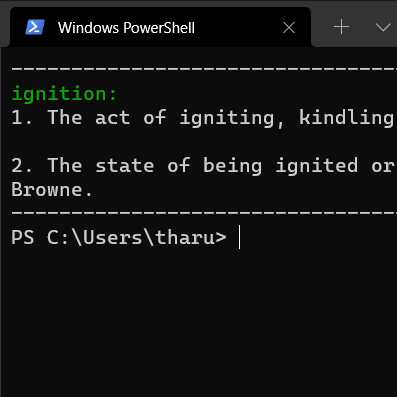 Windows PowerShell
--------------------------------
ignition:
1. The act of igniting, kindling
2. The state of being ignited or
Browne.
--------------------------------
PS C:\Users\tharu>